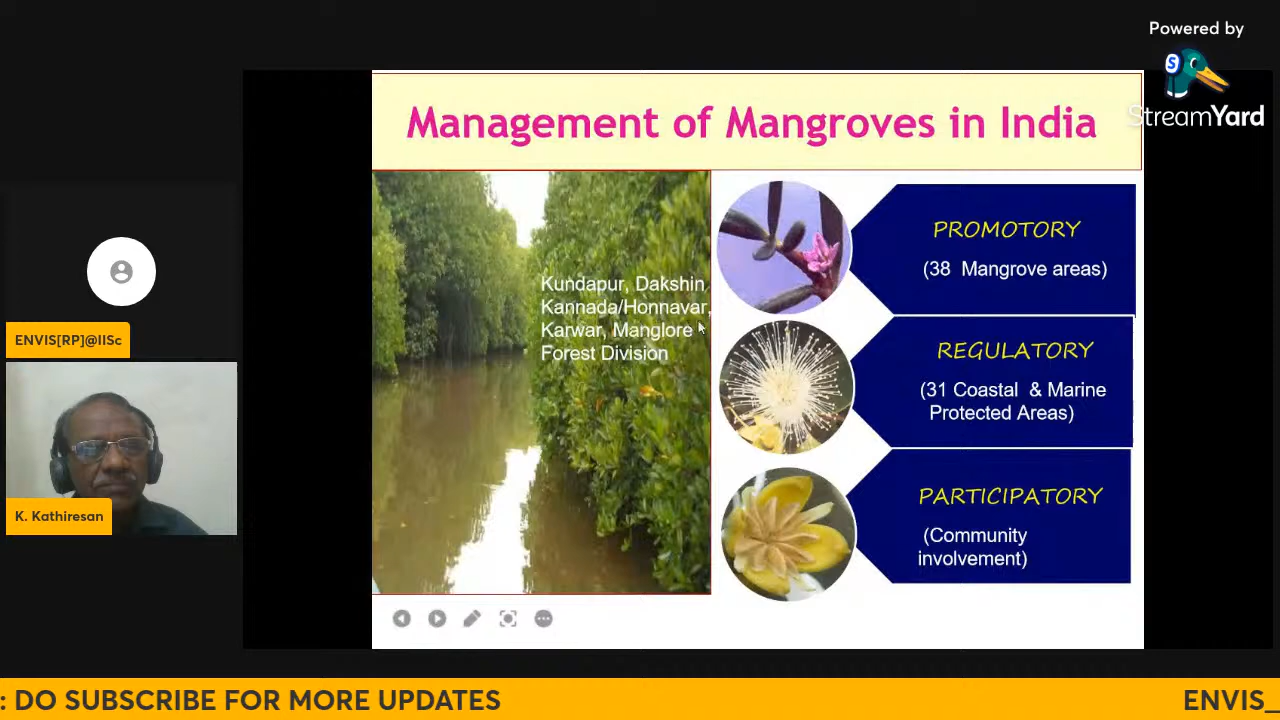 Powered by
StreamYard
Management of Mangroves in India
Kundapur, Dakshin
Kannada/Honnavar,
Karwar, Manglore
Forest Division
PROMOTORY
(38 Mangrove areas)
REGULATORY
(31 Coastal & Marine
Protected Areas)
PARTICIPATORY
(Community
involvement)
ENVIS[RP]@IISc
K. Kathiresan
: DO SUBSCRIBE FOR MORE UPDATES
ENVIS_